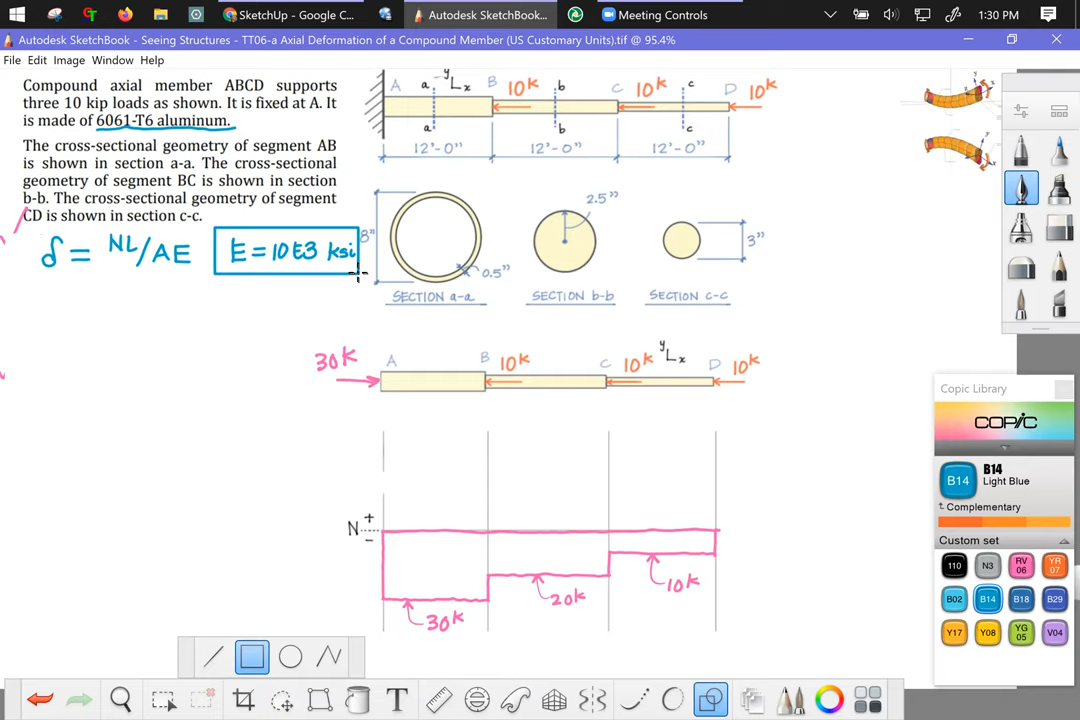 SketchUp - Google C...
Autodesk SketchBook...
Meeting Controls
1:30 PM
Autodesk SketchBook - Seeing Structures - TT06-a Axial Deformation of a Compound Member (US Customary Units).tif @ 95.4%
File Edit Image Window Help
Compound axial member ABCD supports
three 10 kip loads as shown. It is fixed at A. It
is made of 6061-T6 aluminum.
The cross-sectional geometry of segment AB
is shown in section a-a. The cross-sectional
geometry of segment BC is shown in section
b-b. The cross-sectional geometry of segment
CD is shown in section c-c.
δ = NL/AE
E = 10E3 ksi
A a y x B 10k b C 10k c D 10k
a b c
12'-0" 12'-0" 12'-0"
8" 0.5" 2.5" 3"
SECTION a-a SECTION b-b SECTION c-c
30k A B 10k C 10k y x D 10k
N + -
30k 20k 10k
Copic Library
COPIC
B14
B14
Light Blue
Complementary
Custom set
110 N3 RV 06 YR 07
B02 B14 B18 B29
Y17 Y08 YG 05 V04
T